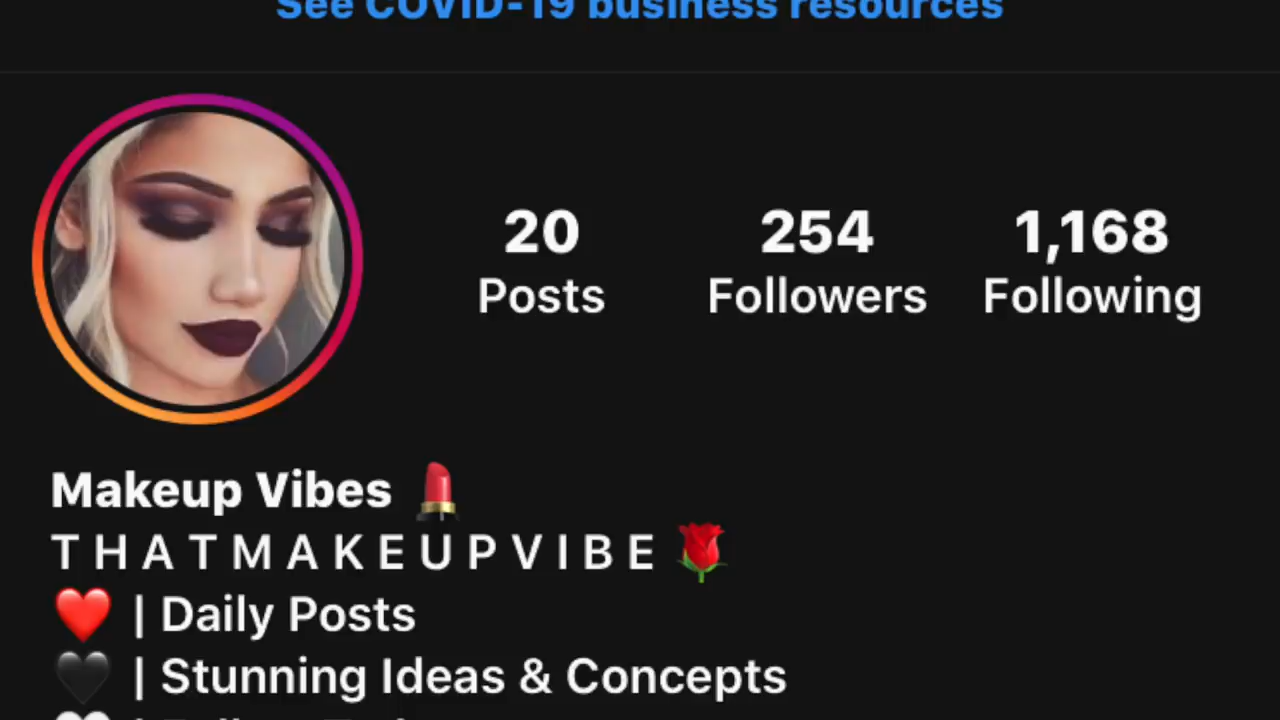 See COVID-19 business resources
20
Posts
254
Followers
1,168
Following
Makeup Vibes 💄
T H A T M A K E U P V I B E 🌹
❤️ | Daily Posts
🖤 | Stunning Ideas & Concepts